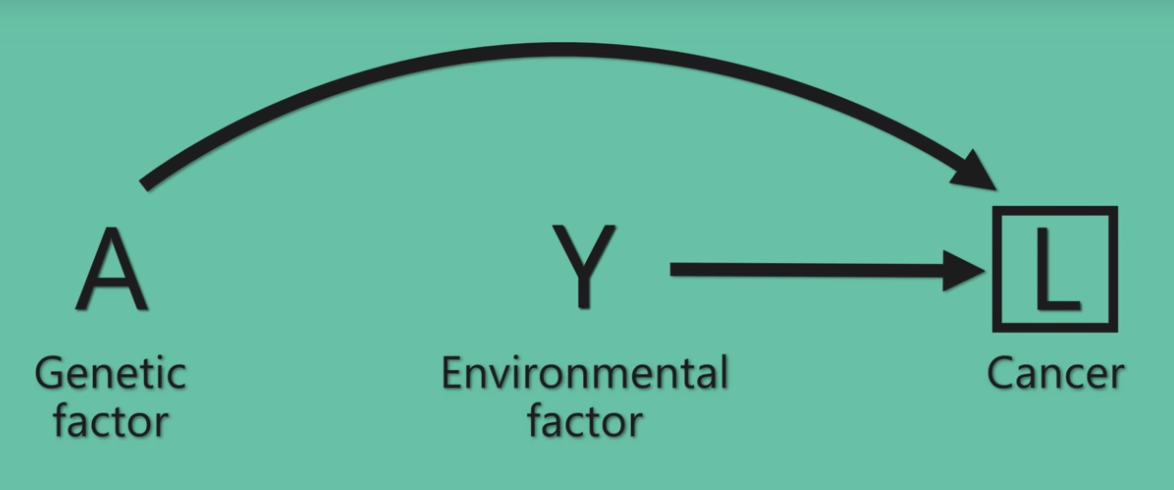 A
Y
L
Genetic
factor
Environmental
factor
Cancer